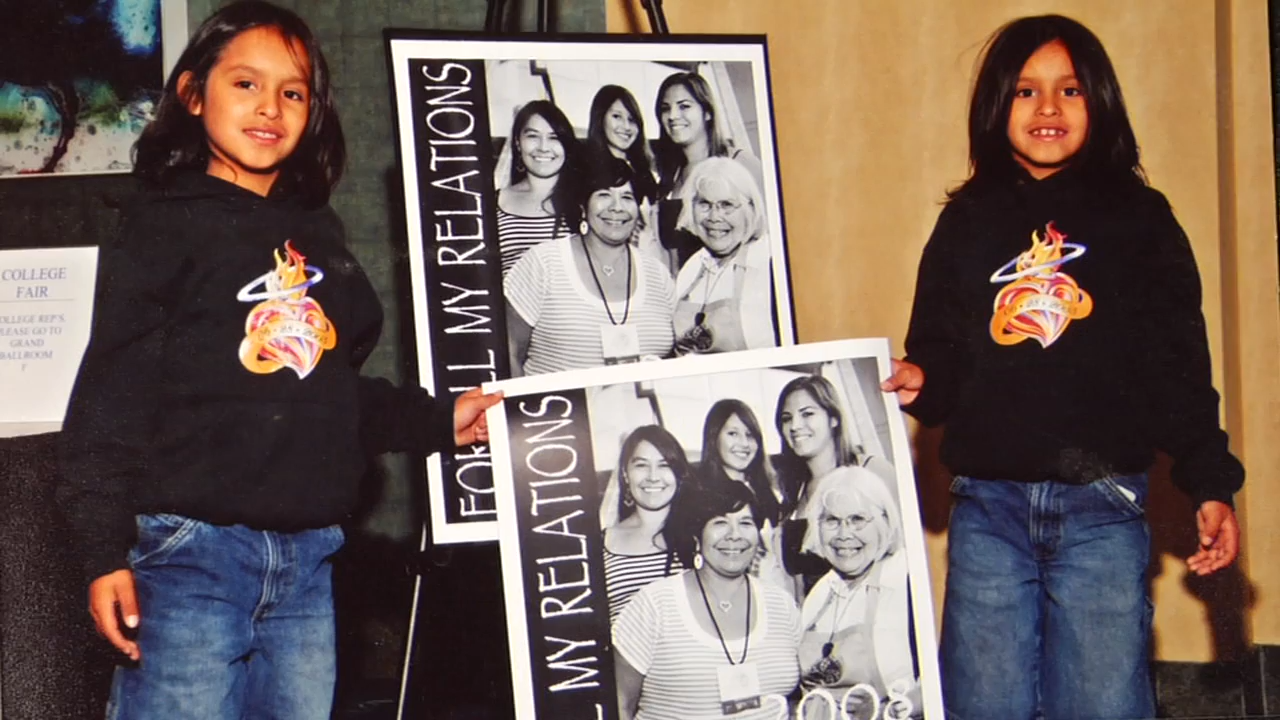 COLLEGE
FAIR
COLLEGE REP'S.
PLEASE GO TO
GRAND
BALLROOM
F
FOR ALL MY RELATIONS
L MY RELATIONS
2008